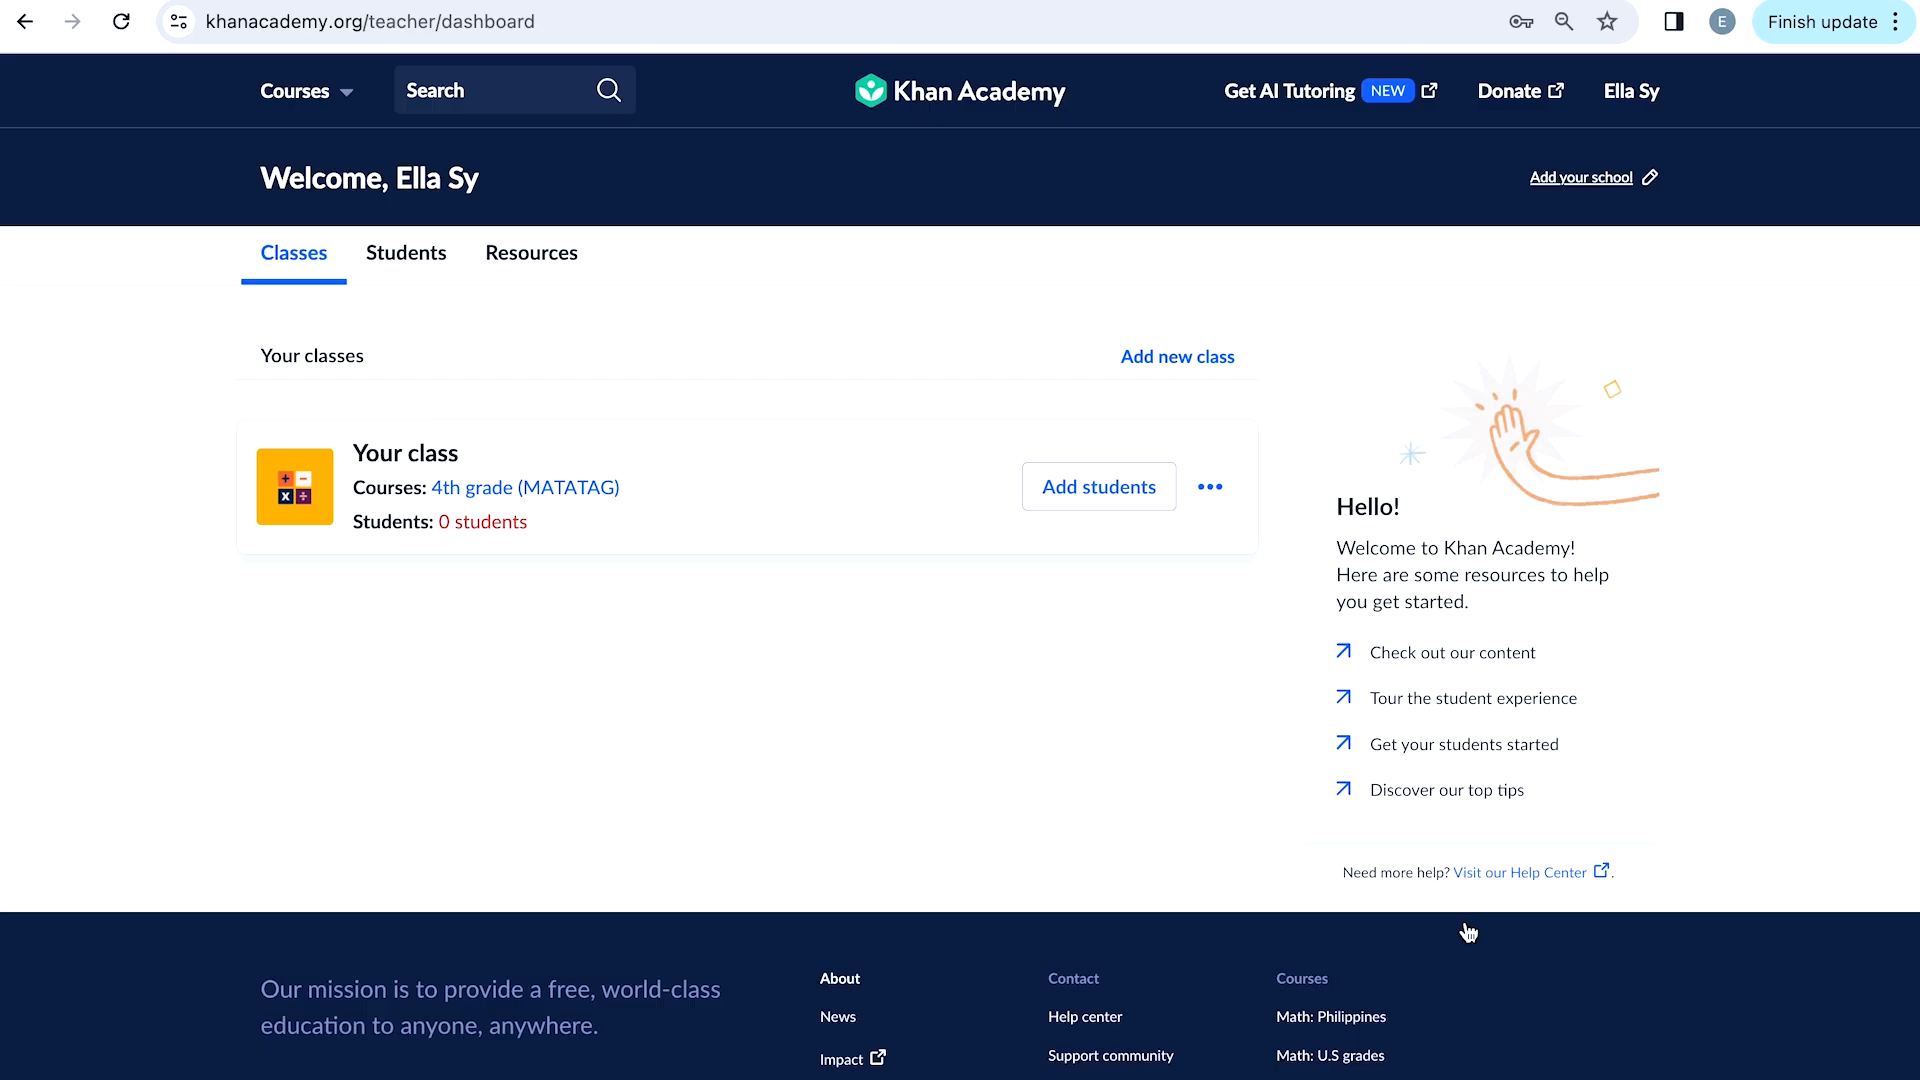 khanacademy.org/teacher/dashboard
E
Finish update
Courses
Search
Khan Academy
Get AI Tutoring NEW
Donate
Ella Sy
Welcome, Ella Sy
Add your school
Classes
Students
Resources
Your classes
Add new class
+ −
x ÷
Your class
Courses: 4th grade (MATATAG)
Students: 0 students
Add students
Hello!
Welcome to Khan Academy!
Here are some resources to help
you get started.
Check out our content
Tour the student experience
Get your students started
Discover our top tips
Need more help? Visit our Help Center .
Our mission is to provide a free, world-class
education to anyone, anywhere.
About
News
Impact
Contact
Help center
Support community
Courses
Math: Philippines
Math: U.S grades